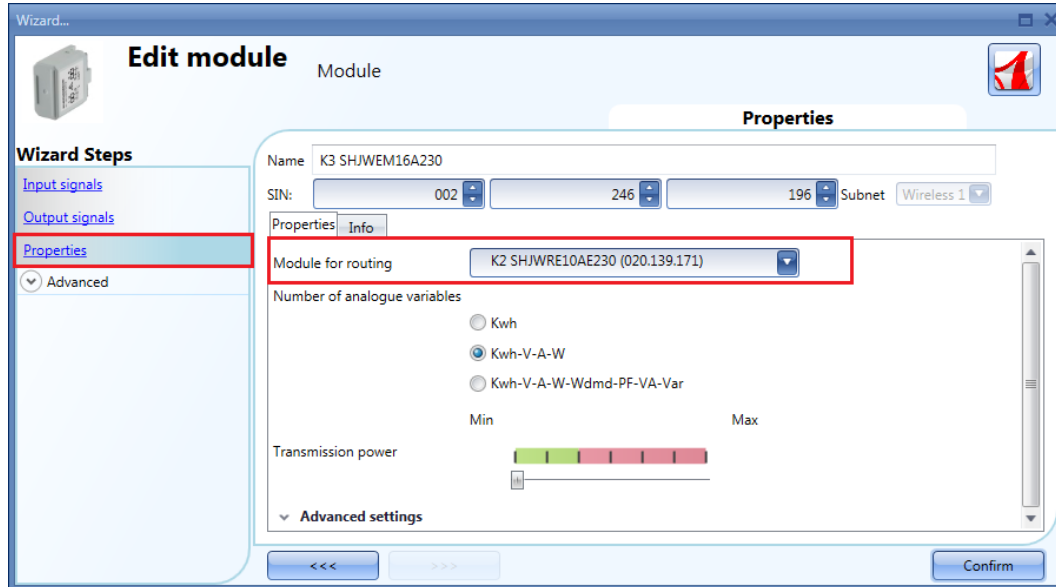 Wizard...
Edit module
Module
Properties
Wizard Steps
Input signals
Output signals
Properties
Advanced
Name K3 SHJWEM16A230
SIN: 002 246 196 Subnet Wireless 1
Properties Info
Module for routing K2 SHJWRE10AE230 (020.139.171)
Number of analogue variables
Kwh
Kwh-V-A-W
Kwh-V-A-W-Wdmd-PF-VA-Var
Min Max
Transmission power
Advanced settings
<<< >>> Confirm